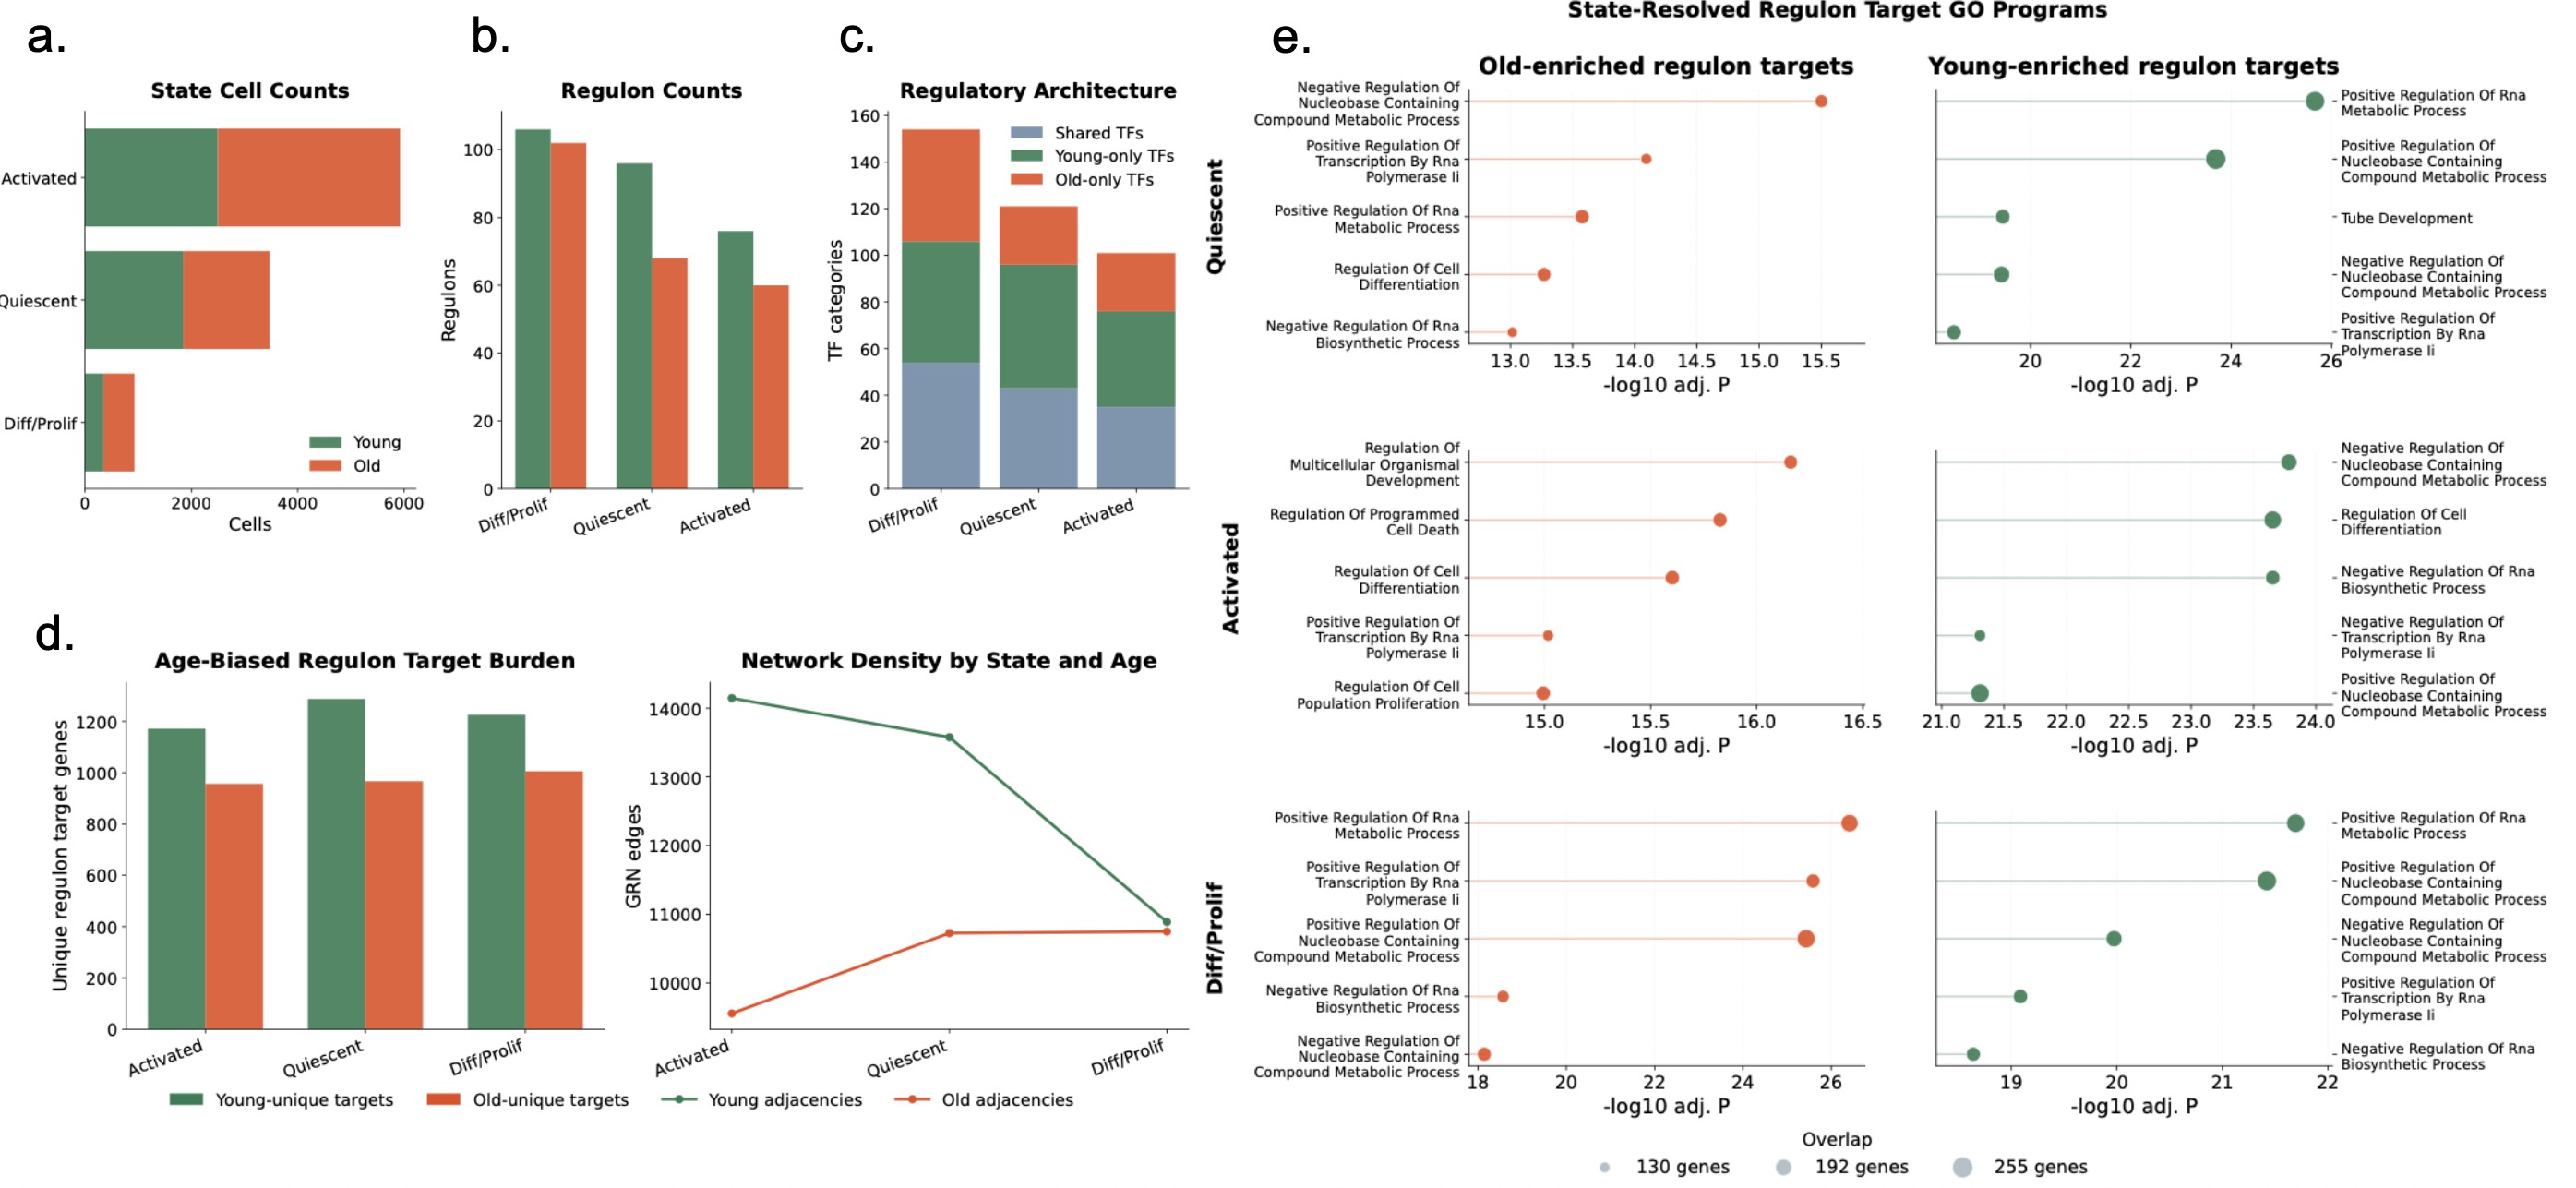 a.
State Cell Counts
Activated
Quiescent
Diff/Prolif
Young
Old
0 2000 4000 6000
Cells
b.
Regulon Counts
Regulons
100
80
60
40
20
0
Diff/Prolif Quiescent Activated
c.
Regulatory Architecture
TF categories
160
140
120
100
80
60
40
20
0
Shared TFs
Young-only TFs
Old-only TFs
Diff/Prolif Quiescent Activated
d.
Age-Biased Regulon Target Burden
Unique regulon target genes
1200
1000
800
600
400
200
0
Activated Quiescent Diff/Prolif
Network Density by State and Age
GRN edges
14000
13000
12000
11000
10000
Activated Quiescent Diff/Prolif
Young-unique targets Old-unique targets Young adjacencies Old adjacencies
e.
State-Resolved Regulon Target GO Programs
Old-enriched regulon targets
Young-enriched regulon targets
Quiescent
Negative Regulation Of
Nucleobase Containing
Compound Metabolic Process
Positive Regulation Of
Transcription By Rna
Polymerase Ii
Positive Regulation Of Rna
Metabolic Process
Regulation Of Cell
Differentiation
Negative Regulation Of Rna
Biosynthetic Process
13.0 13.5 14.0 14.5 15.0 15.5
-log10 adj. P
Positive Regulation Of Rna
Metabolic Process
Positive Regulation Of
Nucleobase Containing
Compound Metabolic Process
Tube Development
Negative Regulation Of
Nucleobase Containing
Compound Metabolic Process
Positive Regulation Of
Transcription By Rna
Polymerase Ii
20 22 24 26
-log10 adj. P
Activated
Regulation Of
Multicellular Organismal
Development
Regulation Of Programmed
Cell Death
Regulation Of Cell
Differentiation
Positive Regulation Of
Transcription By Rna
Polymerase Ii
Regulation Of Cell
Population Proliferation
15.0 15.5 16.0 16.5
-log10 adj. P
Negative Regulation Of
Nucleobase Containing
Compound Metabolic Process
Regulation Of Cell
Differentiation
Negative Regulation Of Rna
Biosynthetic Process
Negative Regulation Of
Transcription By Rna
Polymerase Ii
Positive Regulation Of
Nucleobase Containing
Compound Metabolic Process
21.0 21.5 22.0 22.5 23.0 23.5 24.0
-log10 adj. P
Diff/Prolif
Positive Regulation Of Rna
Metabolic Process
Positive Regulation Of
Transcription By Rna
Polymerase Ii
Positive Regulation Of
Nucleobase Containing
Compound Metabolic Process
Negative Regulation Of Rna
Biosynthetic Process
Negative Regulation Of
Nucleobase Containing
Compound Metabolic Process
18 20 22 24 26
-log10 adj. P
Positive Regulation Of Rna
Metabolic Process
Positive Regulation Of
Nucleobase Containing
Compound Metabolic Process
Negative Regulation Of
Nucleobase Containing
Compound Metabolic Process
Positive Regulation Of
Transcription By Rna
Polymerase Ii
Negative Regulation Of Rna
Biosynthetic Process
19 20 21 22
-log10 adj. P
Overlap
130 genes 192 genes 255 genes